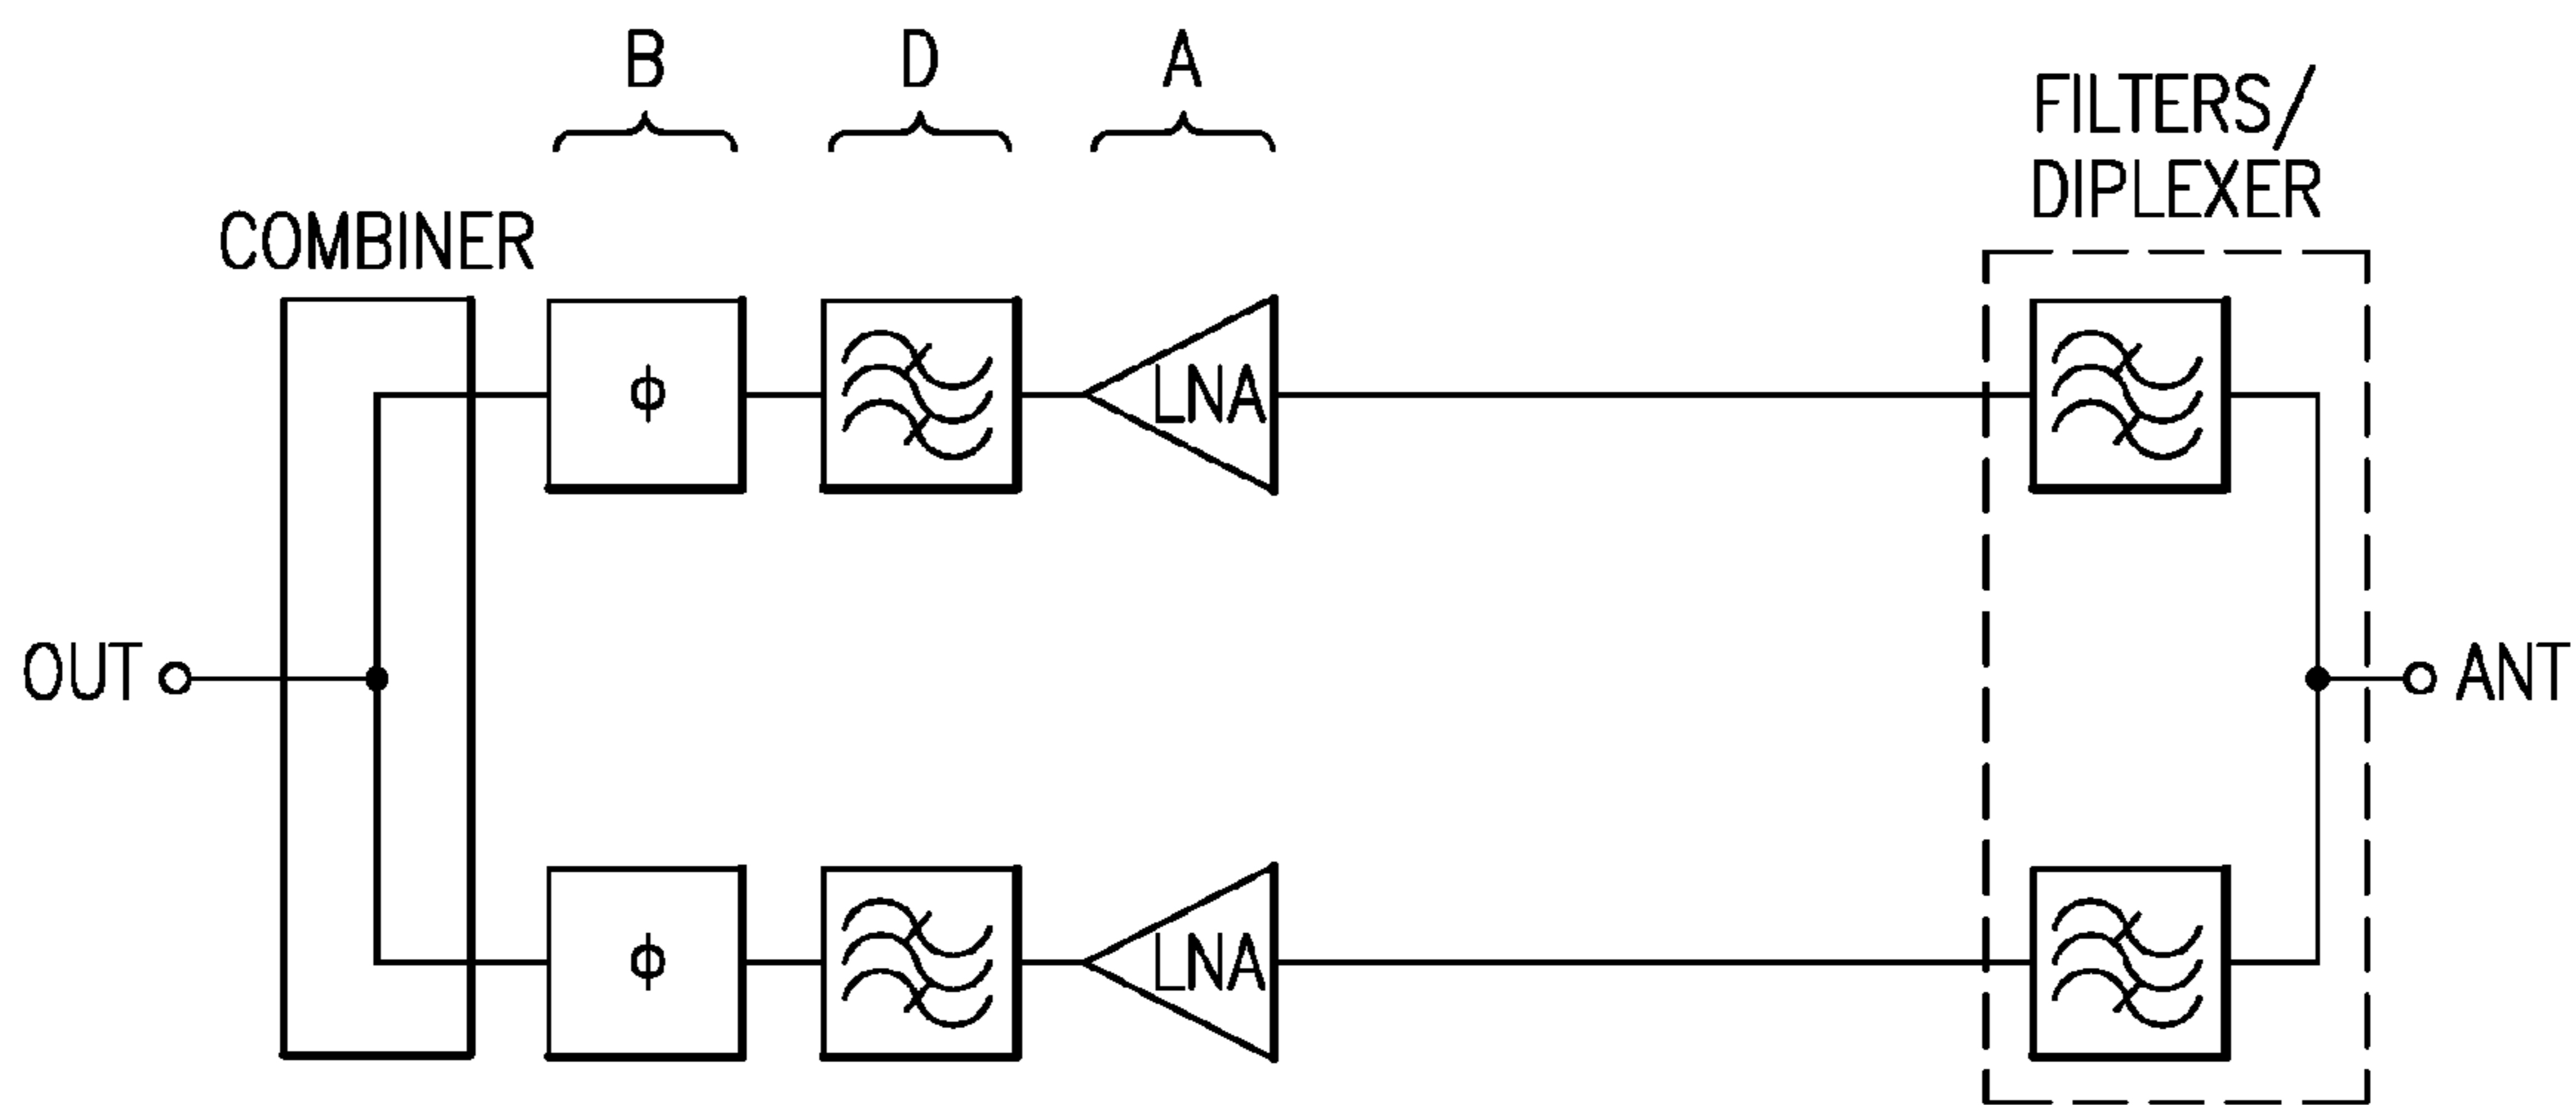 B D A
FILTERS/
DIPLEXER
COMBINER
ϕ LNA
OUT ANT
ϕ LNA